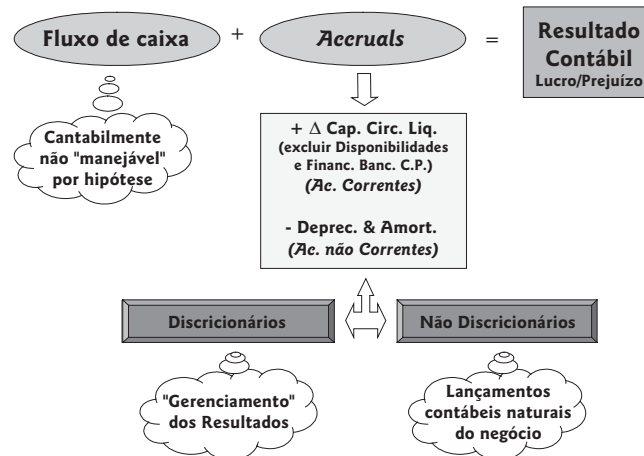 Fluxo de caixa
+
Accruals
=
Resultado
Contábil
Lucro/Prejuízo
Cantabilmente
não "manejável"
por hipótese
+ Δ Cap. Circ. Liq.
(excluir Disponibilidades
e Financ. Banc. C.P.)
(Ac. Correntes)
- Deprec. & Amort.
(Ac. não Correntes)
Discricionários
Não Discricionários
"Gerenciamento"
dos Resultados
Lançamentos
contábeis naturais
do negócio